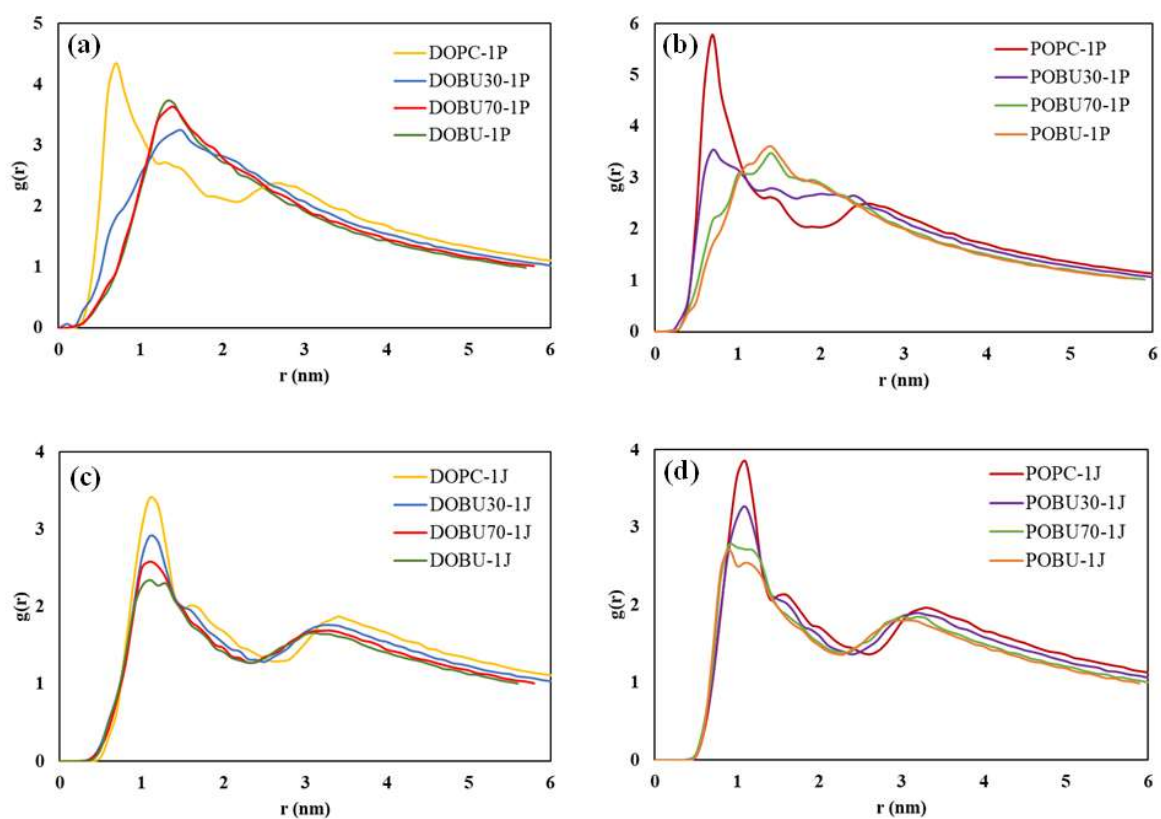 (a)
5
4
3
2
1
0
g(r)
DOPC-1P
DOBU30-1P
DOBU70-1P
DOBU-1P
0 1 2 3 4 5 6
r (nm)
(b)
6
5
4
3
2
1
0
g(r)
POPC-1P
POBU30-1P
POBU70-1P
POBU-1P
0 1 2 3 4 5 6
r (nm)
(c)
4
3
2
1
0
g(r)
DOPC-1J
DOBU30-1J
DOBU70-1J
DOBU-1J
0 1 2 3 4 5 6
r (nm)
(d)
4
3
2
1
0
g(r)
POPC-1J
POBU30-1J
POBU70-1J
POBU-1J
0 1 2 3 4 5 6
r (nm)